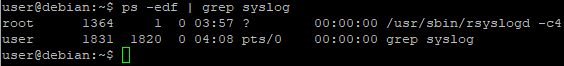 user@debian:~$ ps -edf | grep syslog
root      1364     1  0 03:57 ?        00:00:00 /usr/sbin/rsyslogd -c4
user      1831  1820  0 04:08 pts/0    00:00:00 grep syslog
user@debian:~$